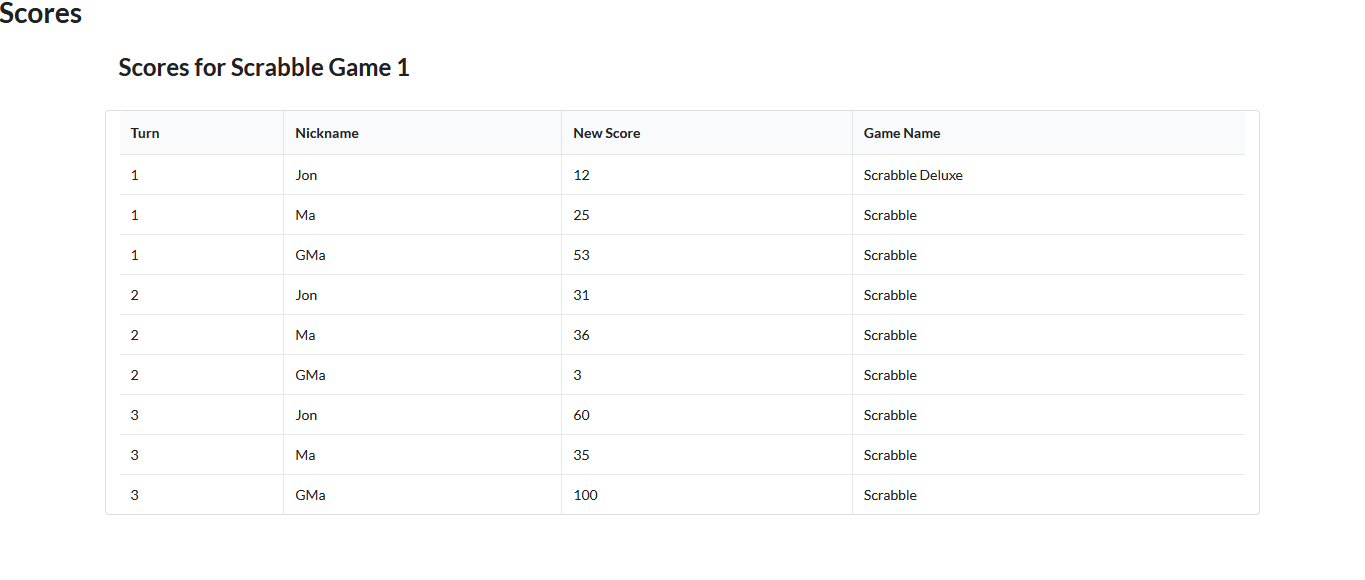 Scores
Scores for Scrabble Game 1
Turn Nickname New Score Game Name
1 Jon 12 Scrabble Deluxe
1 Ma 25 Scrabble
1 GMa 53 Scrabble
2 Jon 31 Scrabble
2 Ma 36 Scrabble
2 GMa 3 Scrabble
3 Jon 60 Scrabble
3 Ma 35 Scrabble
3 GMa 100 Scrabble